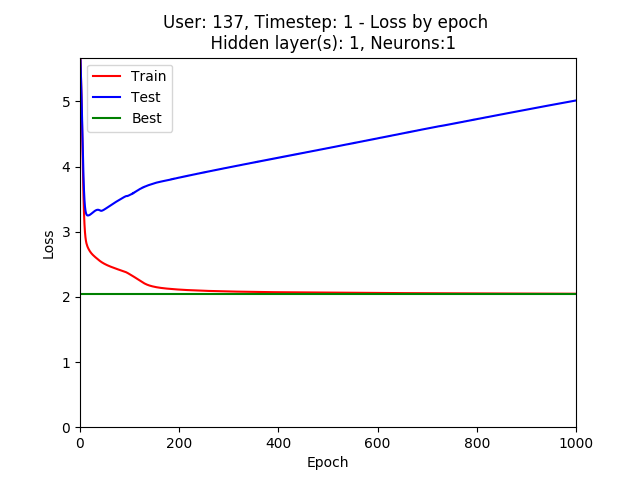 User: 137, Timestep: 1 - Loss by epoch
Hidden layer(s): 1, Neurons:1
Train
Test
Best
Loss
5
4
3
2
1
0
0 200 400 600 800 1000
Epoch